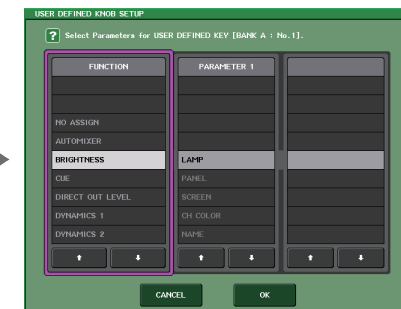 USER DEFINED KNOB SETUP
? Select Parameters for USER DEFINED KEY [BANK A : No.1].
FUNCTION
NO ASSIGN
AUTOMIXER
BRIGHTNESS
CUE
DIRECT OUT LEVEL
DYNAMICS 1
DYNAMICS 2
PARAMETER 1
LAMP
PANEL
SCREEN
CH COLOR
NAME
CANCEL
OK